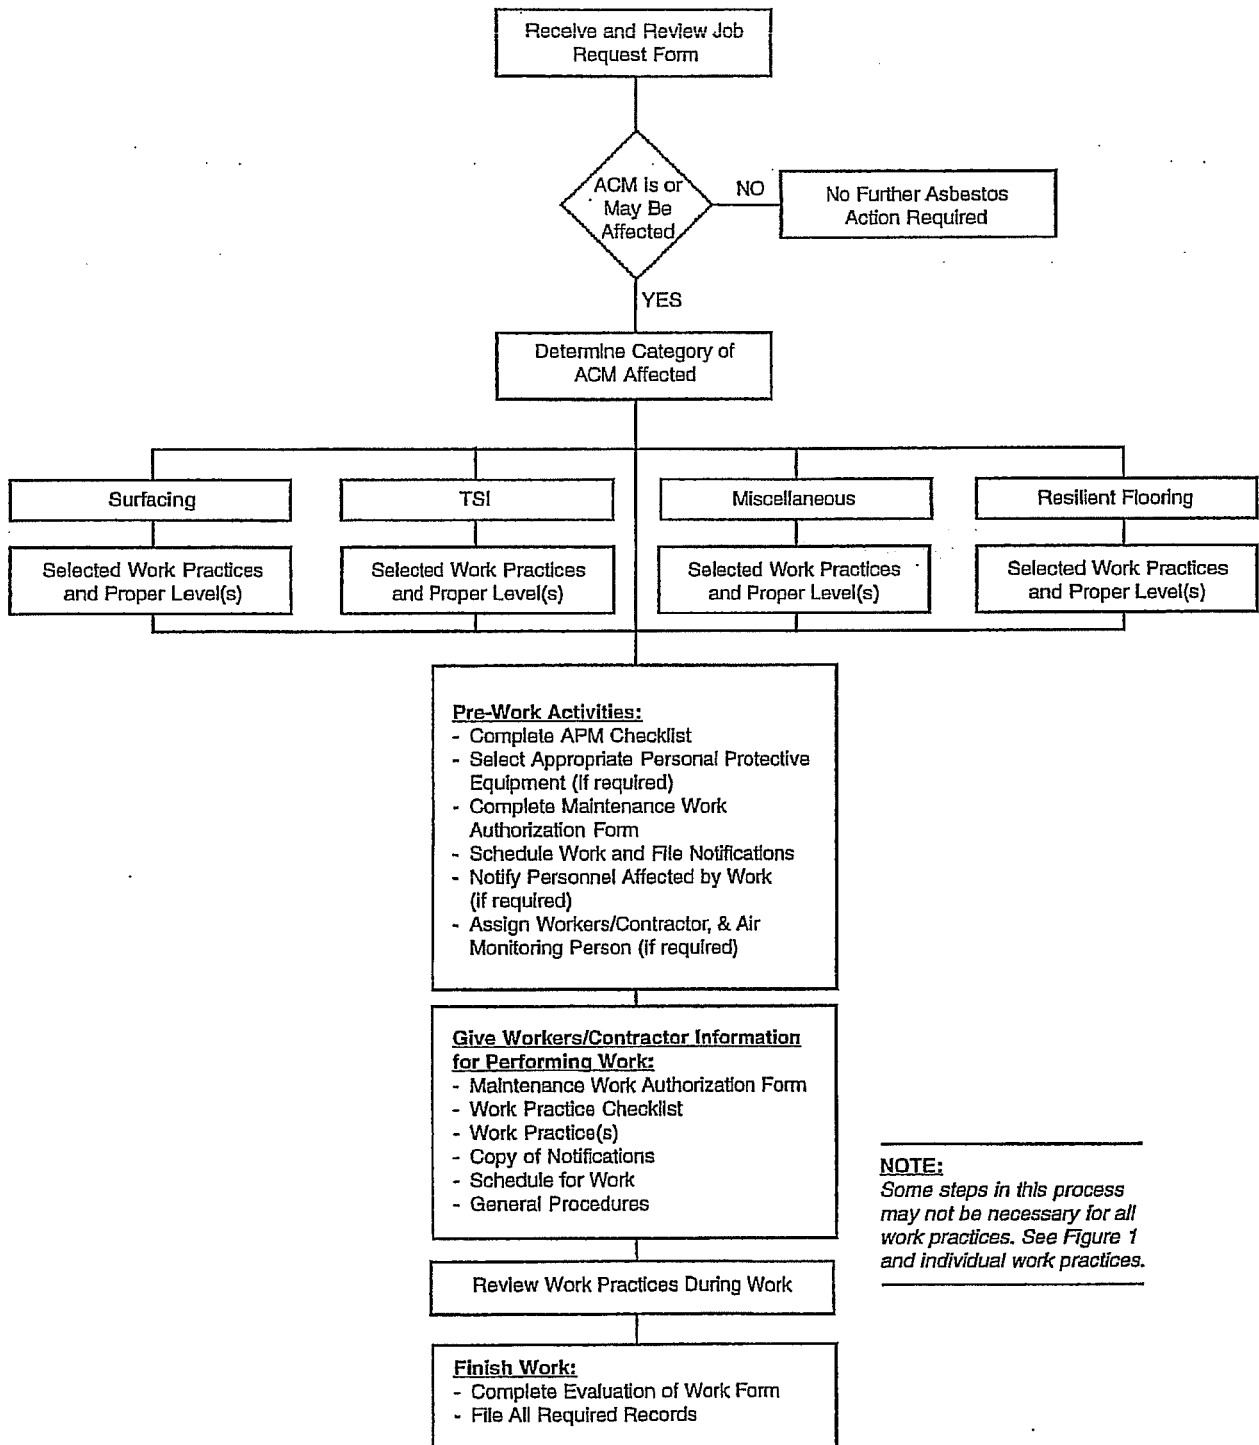 Receive and Review Job
Request Form
ACM is or
May Be
Affected
NO
No Further Asbestos
Action Required
YES
Determine Category of
ACM Affected
Surfacing
TSI
Miscellaneous
Resilient Flooring
Selected Work Practices
and Proper Level(s)
Selected Work Practices
and Proper Level(s)
Selected Work Practices
and Proper Level(s)
Selected Work Practices
and Proper Level(s)
Pre-Work Activities:
- Complete APM Checklist
- Select Appropriate Personal Protective
Equipment (if required)
- Complete Maintenance Work
Authorization Form
- Schedule Work and File Notifications
- Notify Personnel Affected by Work
(if required)
- Assign Workers/Contractor, & Air
Monitoring Person (if required)
Give Workers/Contractor Information
for Performing Work:
- Maintenance Work Authorization Form
- Work Practice Checklist
- Work Practice(s)
- Copy of Notifications
- Schedule for Work
- General Procedures
NOTE:
Some steps in this process
may not be necessary for all
work practices. See Figure 1
and individual work practices.
Review Work Practices During Work
Finish Work:
- Complete Evaluation of Work Form
- File All Required Records